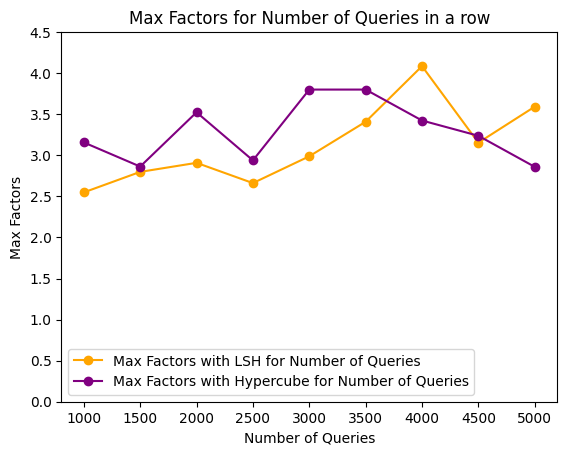 Max Factors for Number of Queries in a row
4.5
4.0
3.5
3.0
2.5
2.0
1.5
1.0
0.5
0.0
Max Factors
Max Factors with LSH for Number of Queries
Max Factors with Hypercube for Number of Queries
1000 1500 2000 2500 3000 3500 4000 4500 5000
Number of Queries